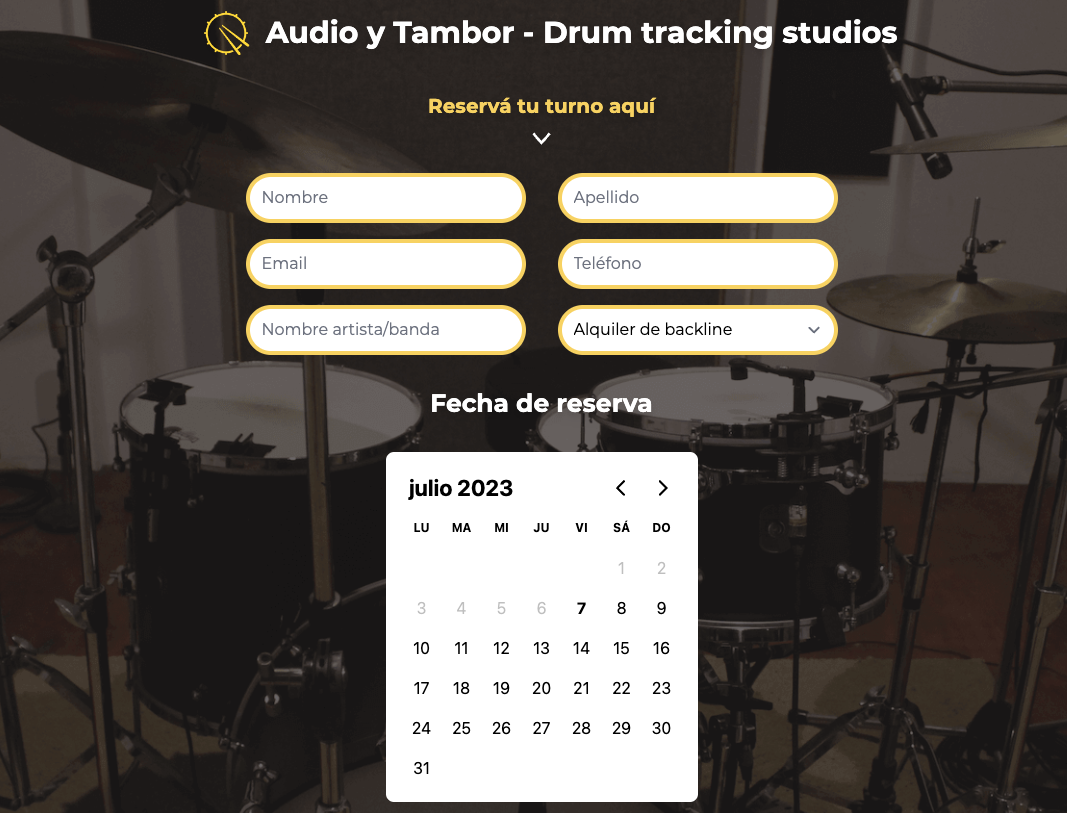 Audio y Tambor - Drum tracking studios
Reservá tu turno aquí
Nombre Apellido
Email Teléfono
Nombre artista/banda Alquiler de backline
Fecha de reserva
julio 2023
LU MA MI JU VI SÁ DO
1 2
3 4 5 6 7 8 9
10 11 12 13 14 15 16
17 18 19 20 21 22 23
24 25 26 27 28 29 30
31